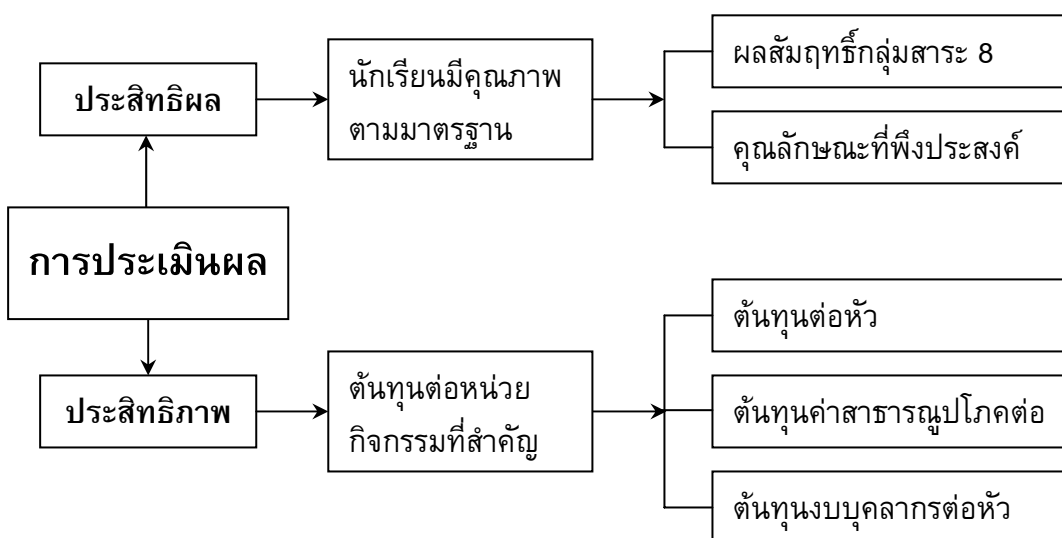 ผลสัมฤทธิ์กลุ่มสาระ 8
ประสิทธิผล
นักเรียนมีคุณภาพ
ตามมาตรฐาน
คุณลักษณะที่พึงประสงค์
การประเมินผล
ต้นทุนต่อหัว
ประสิทธิภาพ
ต้นทุนต่อหน่วย
กิจกรรมที่สำคัญ
ต้นทุนค่าสาธารณูปโภคต่อ
ต้นทุนงบบุคลากรต่อหัว